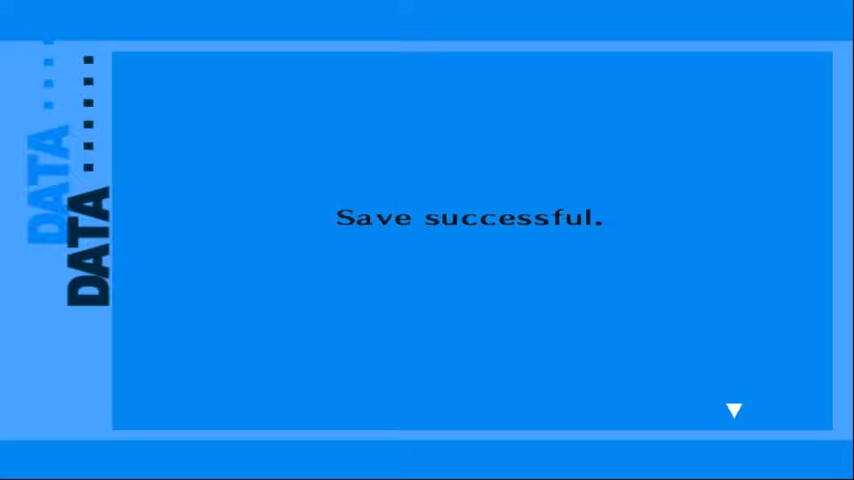 DATA ......
DATA ....
Save successful.